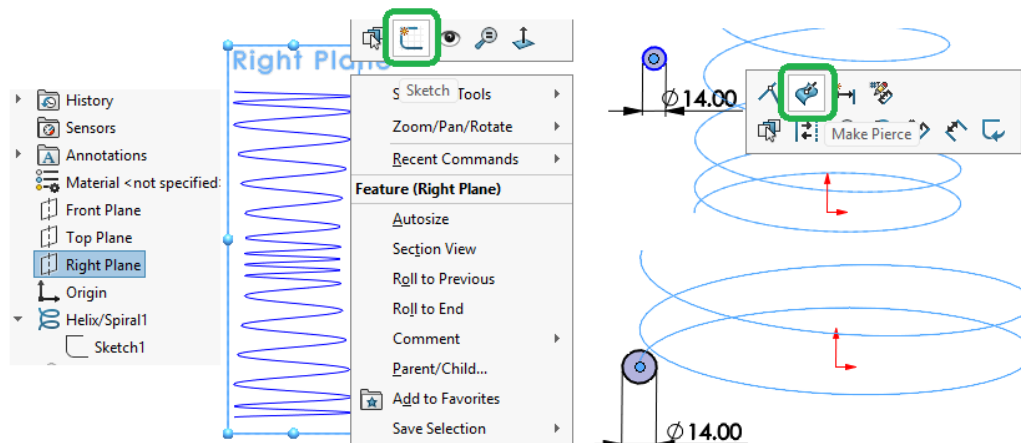 History
Sensors
Annotations
Material <not specified
Front Plane
Top Plane
Right Plane
Origin
Helix/Spiral1
Sketch1
Right Plane
Sketch
Tools
Zoom/Pan/Rotate
Recent Commands
Feature (Right Plane)
Autosize
Section View
Roll to Previous
Roll to End
Comment
Parent/Child...
Add to Favorites
Save Selection
Ø14.00
Make Pierce
Ø14.00